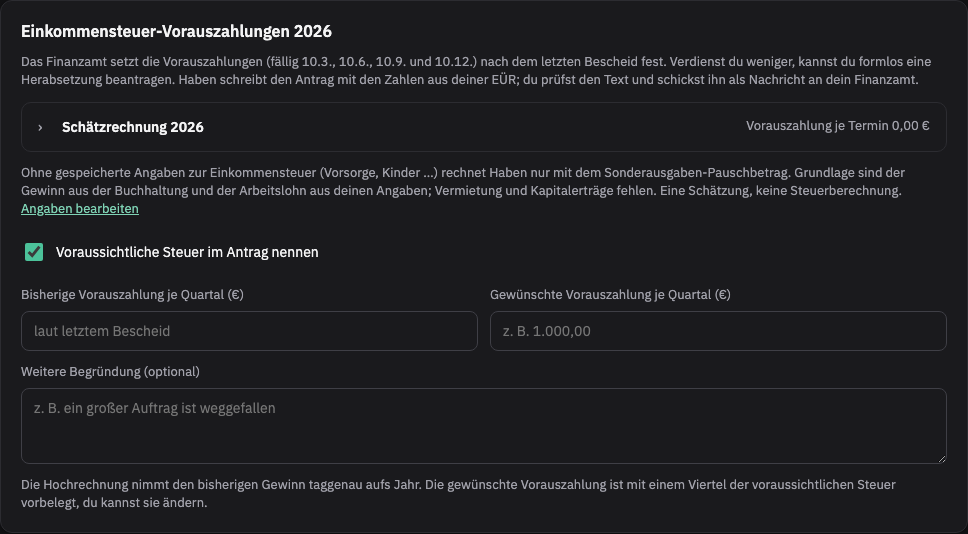 Einkommensteuer-Vorauszahlungen 2026
Das Finanzamt setzt die Vorauszahlungen (fällig 10.3., 10.6., 10.9. und 10.12.) nach dem letzten Bescheid fest. Verdienst du weniger, kannst du formlos eine
Herabsetzung beantragen. Haben schreibt den Antrag mit den Zahlen aus deiner EÜR; du prüfst den Text und schickst ihn als Nachricht an dein Finanzamt.
› Schätzrechnung 2026 Vorauszahlung je Termin 0,00 €
Ohne gespeicherte Angaben zur Einkommensteuer (Vorsorge, Kinder ...) rechnet Haben nur mit dem Sonderausgaben-Pauschbetrag. Grundlage sind der
Gewinn aus der Buchhaltung und der Arbeitslohn aus deinen Angaben; Vermietung und Kapitalerträge fehlen. Eine Schätzung, keine Steuerberechnung.
Angaben bearbeiten
Voraussichtliche Steuer im Antrag nennen
Bisherige Vorauszahlung je Quartal (€) Gewünschte Vorauszahlung je Quartal (€)
laut letztem Bescheid z. B. 1.000,00
Weitere Begründung (optional)
z. B. ein großer Auftrag ist weggefallen
Die Hochrechnung nimmt den bisherigen Gewinn taggenau aufs Jahr. Die gewünschte Vorauszahlung ist mit einem Viertel der voraussichtlichen Steuer
vorbelegt, du kannst sie ändern.